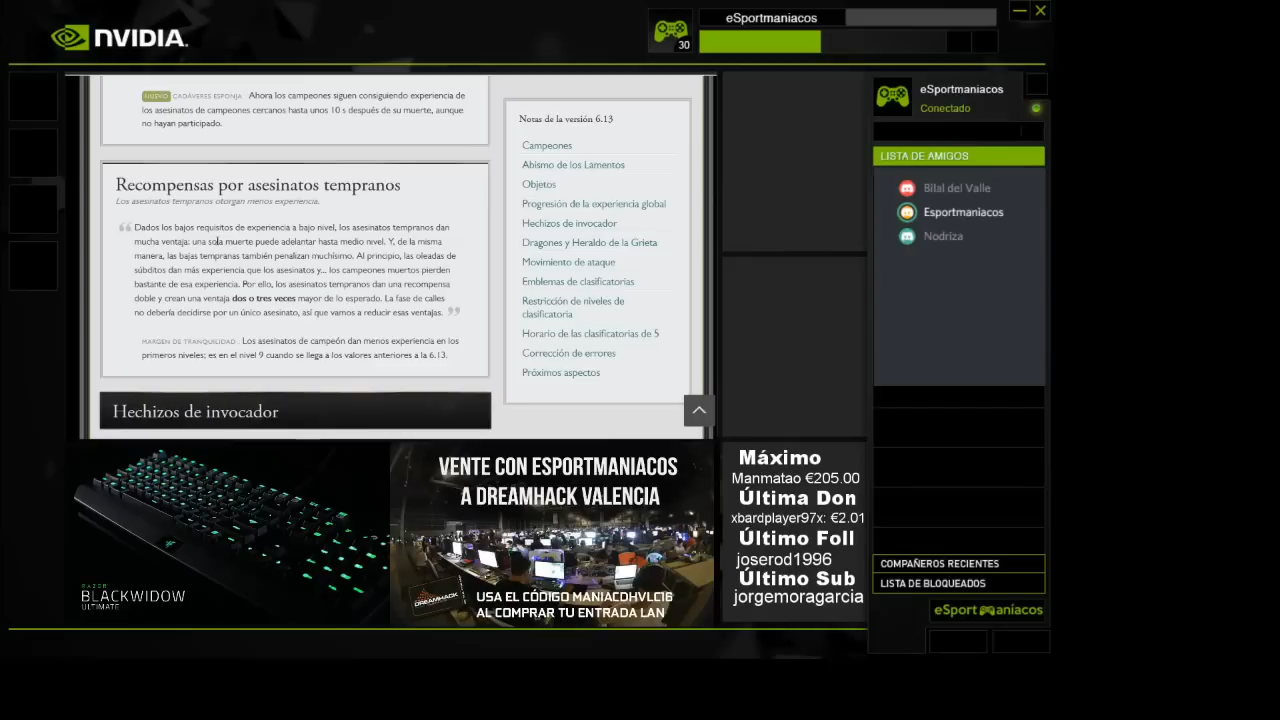 NVIDIA.
eSportmaniacos
30
NUEVO CADÁVERES ESPONJA Ahora los campeones siguen consiguiendo experiencia de
los asesinatos de campeones cercanos hasta unos 10 s después de su muerte, aunque
no hayan participado.
Recompensas por asesinatos tempranos
Los asesinatos tempranos otorgan menos experiencia.
Dados los bajos requisitos de experiencia a bajo nivel, los asesinatos tempranos dan
mucha ventaja: una sola muerte puede adelantar hasta medio nivel. Y, de la misma
manera, las bajas tempranas también penalizan muchísimo. Al principio, las oleadas de
súbditos dan más experiencia que los asesinatos y... los campeones muertos pierden
bastante de esa experiencia. Por ello, los asesinatos tempranos dan una recompensa
doble y crean una ventaja dos o tres veces mayor de lo esperado. La fase de calles
no debería decidirse por un único asesinato, así que vamos a reducir esas ventajas.
MARGEN DE TRANQUILIDAD Los asesinatos de campeón dan menos experiencia en los
primeros niveles; es en el nivel 9 cuando se llega a los valores anteriores a la 6.13.
Hechizos de invocador
Notas de la versión 6.13
Campeones
Abismo de los Lamentos
Objetos
Progresión de la experiencia global
Hechizos de invocador
Dragones y Heraldo de la Grieta
Movimiento de ataque
Emblemas de clasificatorias
Restricción de niveles de
clasificatoria
Horario de las clasificatorias de 5
Corrección de errores
Próximos aspectos
eSportmaniacos
Conectado
LISTA DE AMIGOS
Bilal del Valle
Esportmaniacos
Nodriza
RAZER
BLACKWIDOW
ULTIMATE
VENTE CON ESPORTMANIACOS
A DREAMHACK VALENCIA
DREAMHACK
USA EL CÓDIGO MANIACDHVLC16
AL COMPRAR TU ENTRADA LAN
Máximo
Manmatao €205.00
Última Don
xbardplayer97x: €2.01
Último Foll
joserod1996
Último Sub
jorgemoragarcia
COMPAÑEROS RECIENTES
LISTA DE BLOQUEADOS
eSportmaníacos